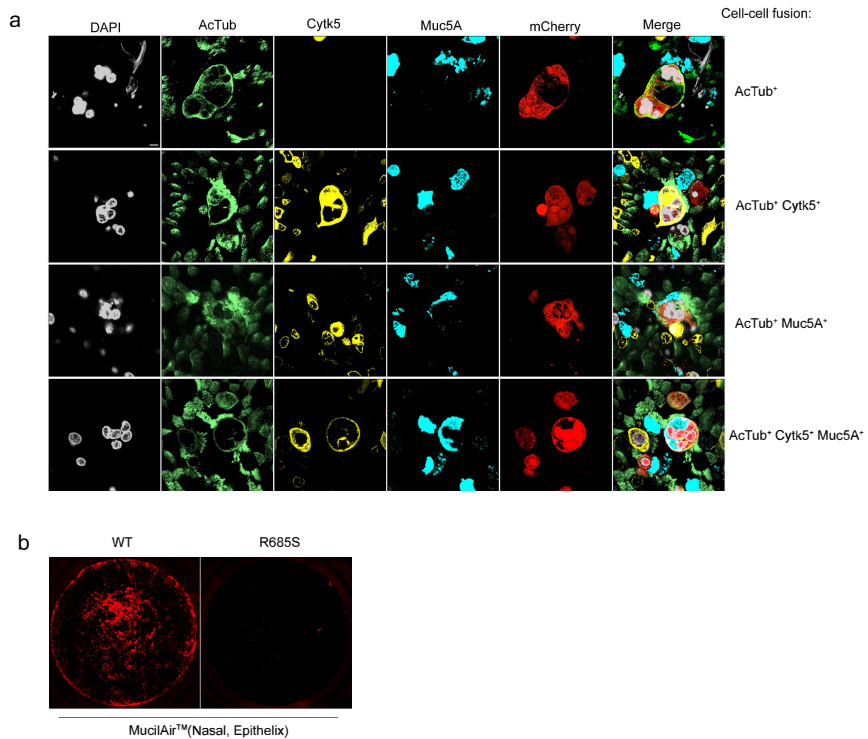 Cell-cell fusion:
a
DAPI AcTub Cytk5 Muc5A mCherry Merge
AcTub⁺
AcTub⁺ Cytk5⁺
AcTub⁺ Muc5A⁺
AcTub⁺ Cytk5⁺ Muc5A⁺
b
WT R685S
MucilAir™(Nasal, Epithelix)